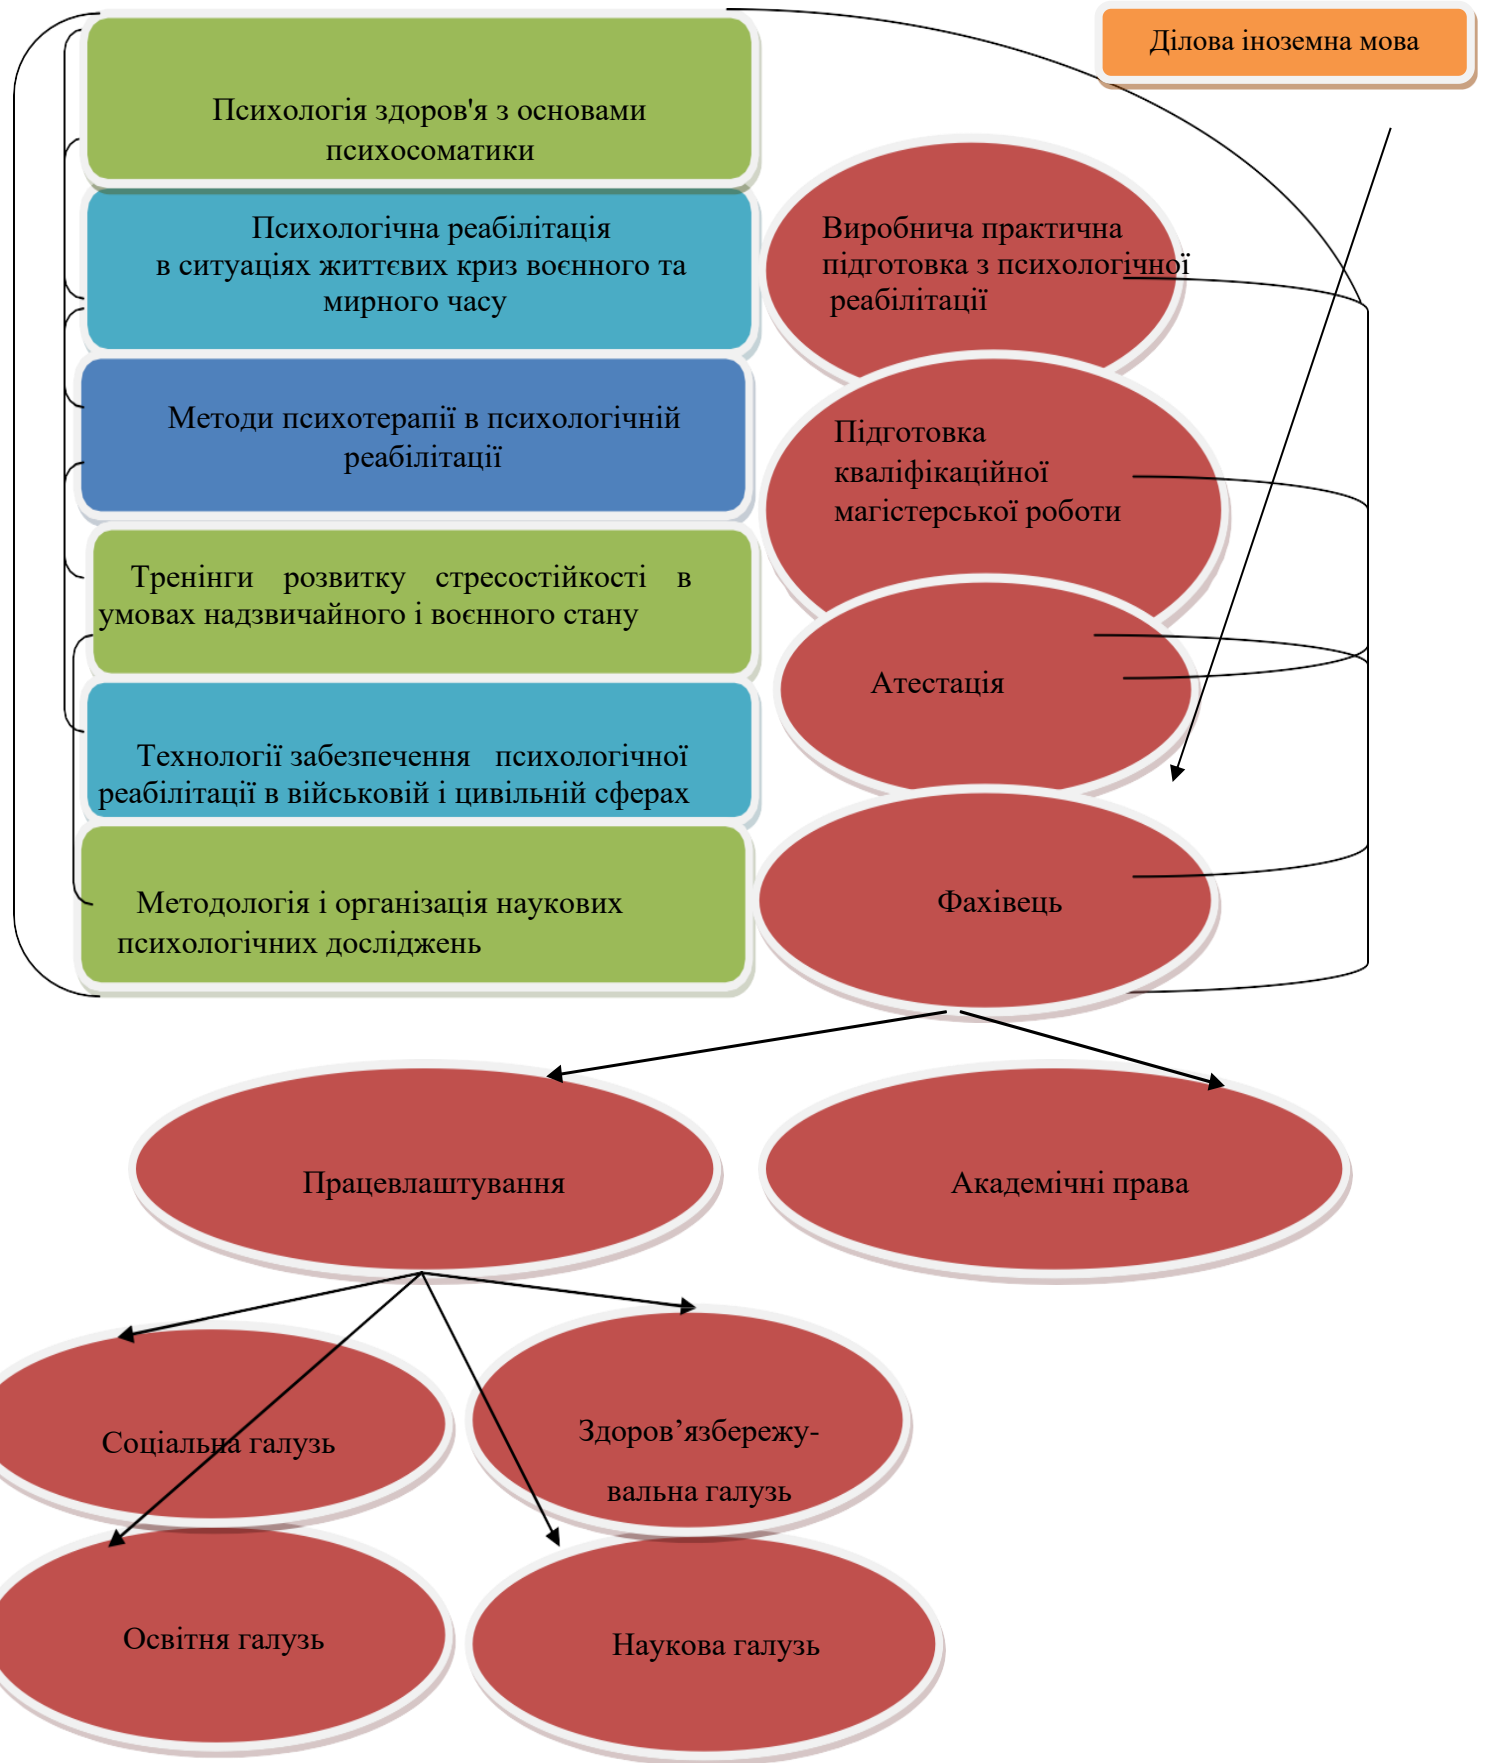 Ділова іноземна мова
Психологія здоров'я з основами
психосоматики
Психологічна реабілітація
в ситуаціях життєвих криз воєнного та
мирного часу
Методи психотерапії в психологічній
реабілітації
Тренінги розвитку стресостійкості в
умовах надзвичайного і воєнного стану
Технології забезпечення психологічної
реабілітації в військовій і цивільній сферах
Методологія і організація наукових
психологічних досліджень
Виробнича практична
підготовка з психологічної
реабілітації
Підготовка
кваліфікаційної
магістерської роботи
Атестація
Фахівець
Працевлаштування
Академічні права
Соціальна галузь
Здоров’язбережу-
вальна галузь
Освітня галузь
Наукова галузь